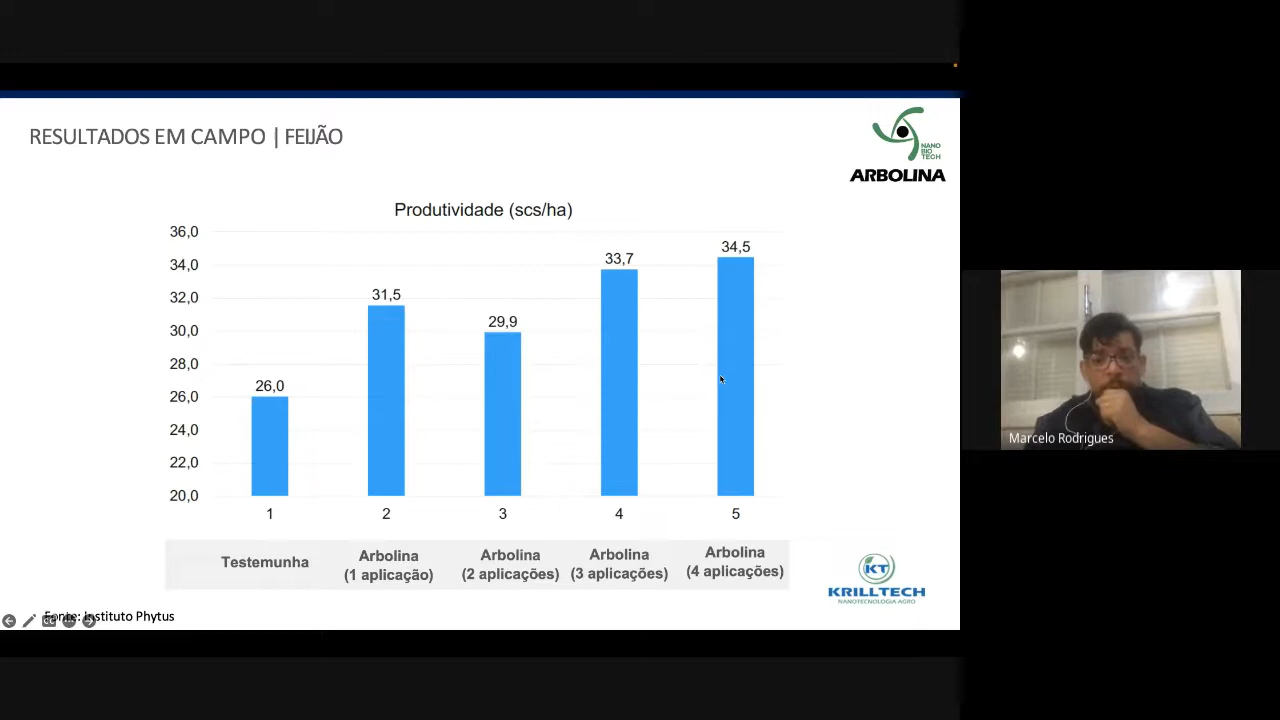 RESULTADOS EM CAMPO | FEIJÃO
NANO
BIO
TECH
ARBOLINA
Produtividade (scs/ha)
36,0
34,0
32,0
30,0
28,0
26,0
24,0
22,0
20,0
26,0
31,5
29,9
33,7
34,5
1 2 3 4 5
Testemunha
Arbolina
(1 aplicação)
Arbolina
(2 aplicações)
Arbolina
(3 aplicações)
Arbolina
(4 aplicações)
KT
KRILLTECH
NANOTECNOLOGIA AGRO
Fonte: Instituto Phytus
Marcelo Rodrigues